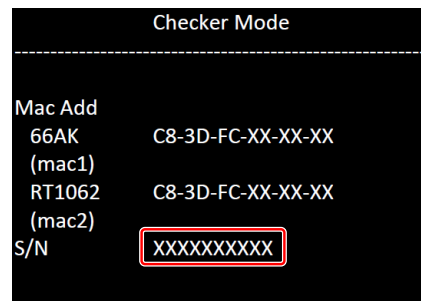 Checker Mode
--------------------------------------------------------
Mac Add
66AK C8-3D-FC-XX-XX-XX
(mac1)
RT1062 C8-3D-FC-XX-XX-XX
(mac2)
S/N XXXXXXXXXX